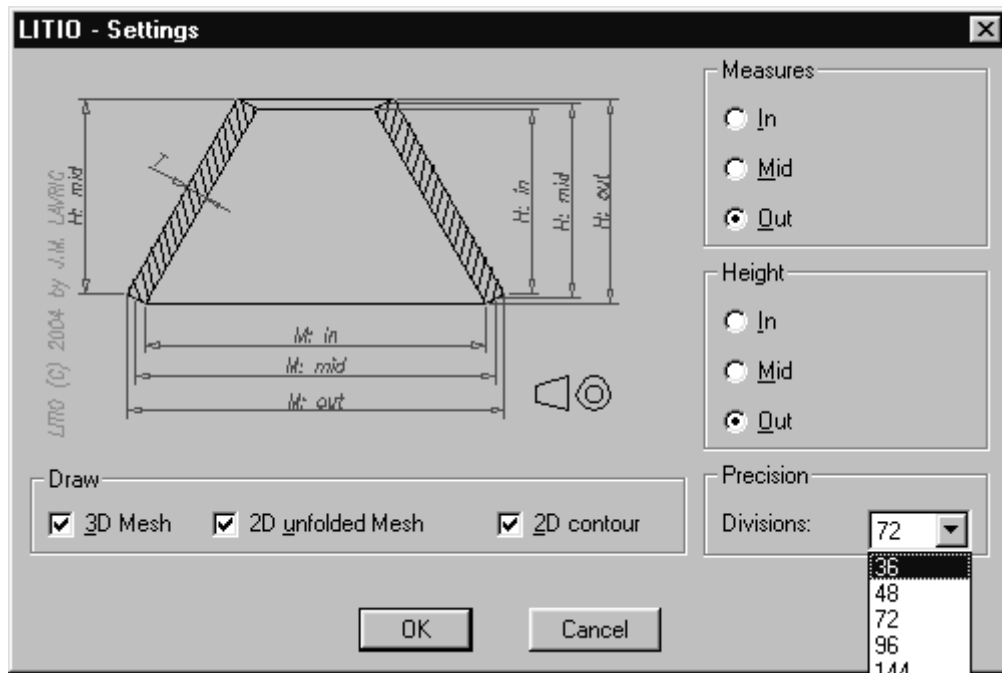 LITIO - Settings
LITIO (C) 2004 by J.M. LAVRIC
H: mid
T
H: in
H: mid
H: out
M: in
M: mid
M: out
Measures
In
Mid
Out
Height
In
Mid
Out
Draw
3D Mesh
2D unfolded Mesh
2D contour
Precision
Divisions:
72
36
48
72
96
144
OK
Cancel